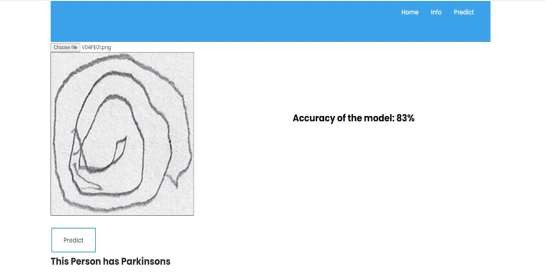 Home Info Predict
Choose file V04PE01.png
Accuracy of the model: 83%
Predict
This Person has Parkinsons